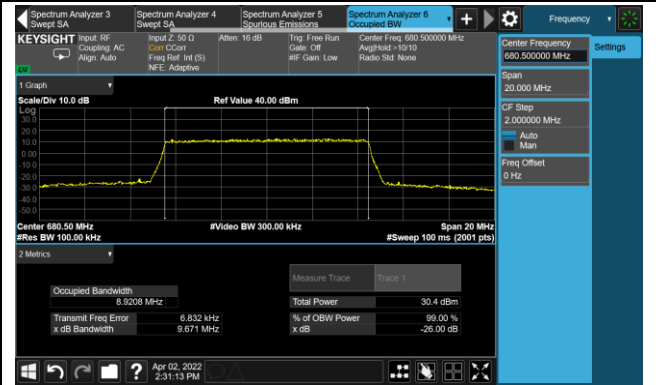 Spectrum Analyzer 3
Swept SA
Spectrum Analyzer 4
Swept SA
Spectrum Analyzer 5
Spurious Emissions
Spectrum Analyzer 6
Occupied BW
Frequency
KEYSIGHT
Input: RF
Coupling: AC
Align: Auto
Input Z: 50 Ω
Corr CCorr
Freq Ref: Int (S)
NFE: Adaptive
Atten: 16 dB
Trig: Free Run
Gate: Off
#IF Gain: Low
Center Freq: 680.500000 MHz
Avg|Hold:>10/10
Radio Std: None
Center Frequency
680.500000 MHz
Settings
Span
20.000 MHz
CF Step
2.000000 MHz
Auto
Man
Freq Offset
0 Hz
1 Graph
Scale/Div 10.0 dB
Ref Value 40.00 dBm
Log
30.0
20.0
10.0
0.00
-10.0
-20.0
-30.0
-40.0
-50.0
Center 680.50 MHz
#Res BW 100.00 kHz
#Video BW 300.00 kHz
Span 20 MHz
#Sweep 100 ms (2001 pts)
2 Metrics
Measure Trace
Trace 1
Occupied Bandwidth
8.9208 MHz
Total Power
30.4 dBm
Transmit Freq Error
6.832 kHz
% of OBW Power
99.00 %
x dB Bandwidth
9.671 MHz
x dB
-26.00 dB
Apr 02, 2022
2:31:13 PM